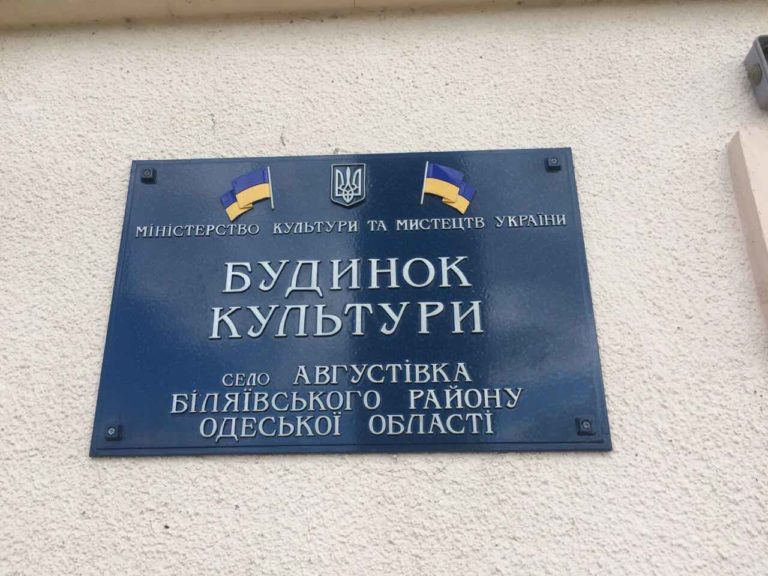 МІНІСТЕРСТВО КУЛЬТУРИ ТА МИСТЕЦТВ УКРАЇНИ
БУДИНОК
КУЛЬТУРИ
СЕЛО АВГУСТІВКА
БІЛЯЇВСЬКОГО РАЙОНУ
ОДЕСЬКОЇ ОБЛАСТІ